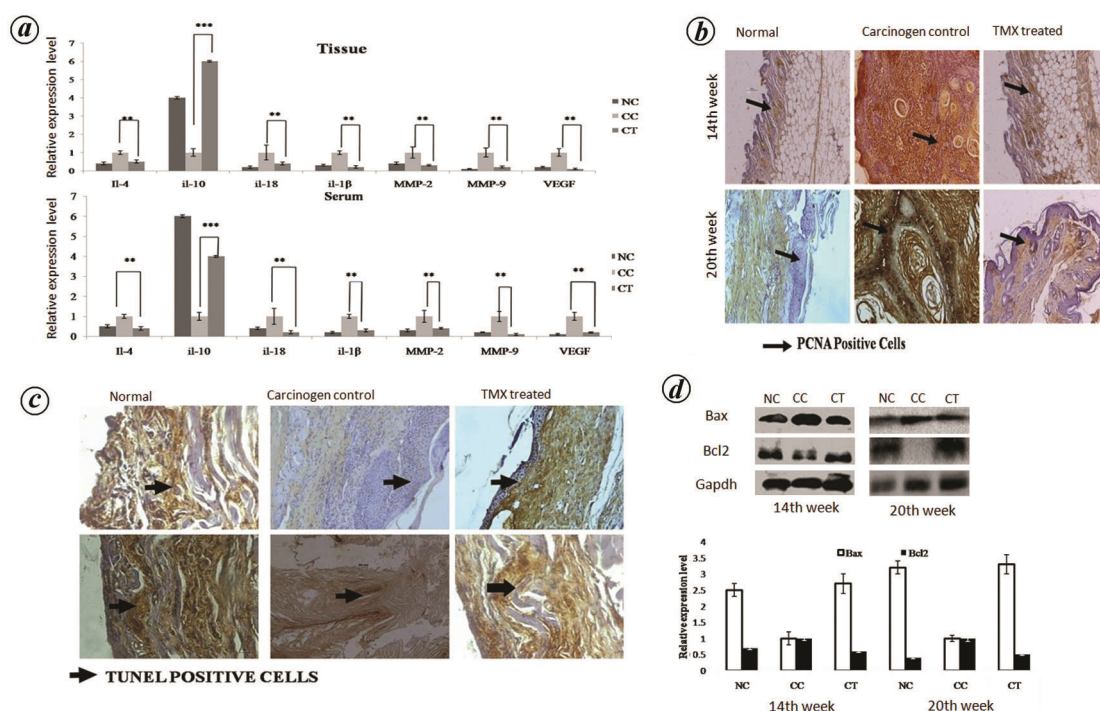 a
Tissue
Relative expression level
7
6
5
4
3
2
1
0
** *** ** ** ** ** **
NC
CC
CT
Il-4 il-10 il-18 il-1β MMP-2 MMP-9 VEGF
Serum
Relative expression level
7
6
5
4
3
2
1
0
** *** ** ** ** ** **
NC
CC
CT
Il-4 il-10 il-18 il-1β MMP-2 MMP-9 VEGF
b
Normal Carcinogen control TMX treated
14th week
20th week
PCNA Positive Cells
c
Normal Carcinogen control TMX treated
TUNEL POSITIVE CELLS
d
NC CC CT NC CC CT
Bax
Bcl2
Gapdh
14th week 20th week
Bax Bcl2
Relative expression level
4
3.5
3
2.5
2
1.5
1
0.5
0
NC CC CT NC CC CT
14th week 20th week